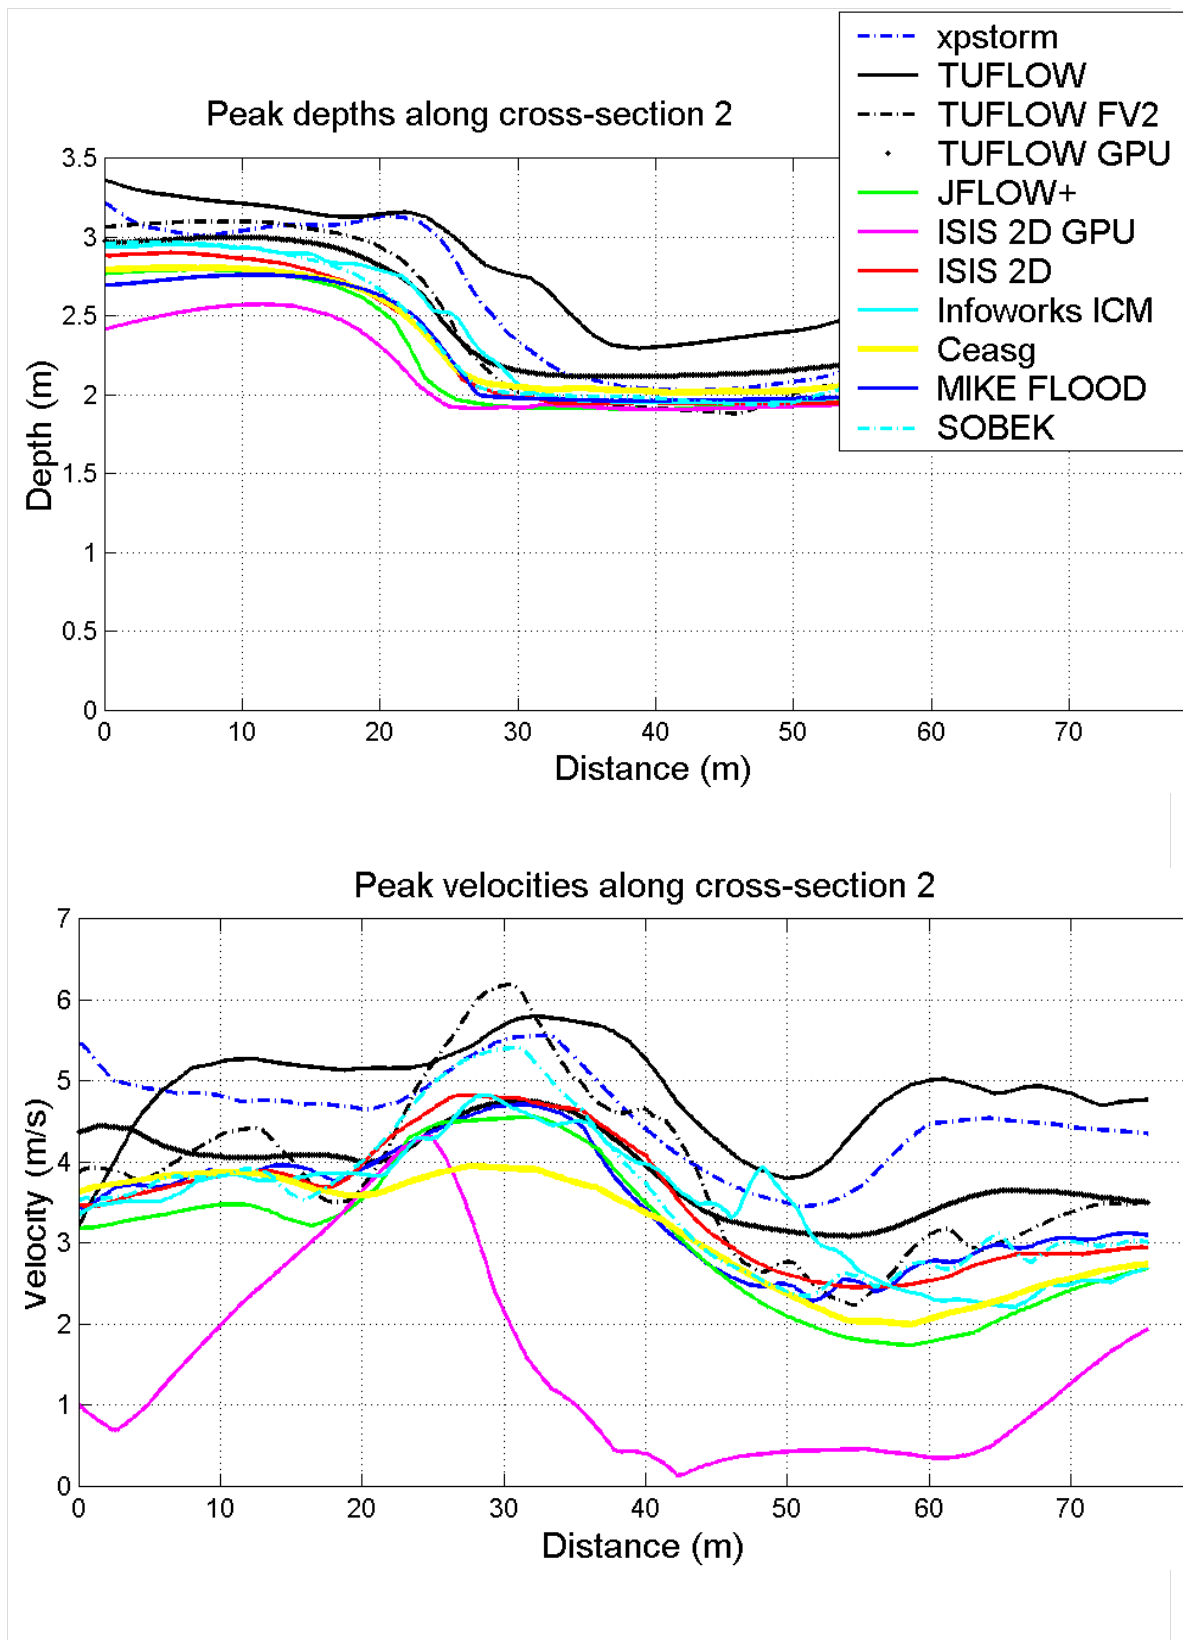 xpstorm
TUFLOW
TUFLOW FV2
TUFLOW GPU
JFLOW+
ISIS 2D GPU
ISIS 2D
Infoworks ICM
Ceasg
MIKE FLOOD
SOBEK
Peak depths along cross-section 2
3.5
3
2.5
2
1.5
1
0.5
0
Depth (m)
0 10 20 30 40 50 60 70
Distance (m)
Peak velocities along cross-section 2
7
6
5
4
3
2
1
0
Velocity (m/s)
0 10 20 30 40 50 60 70
Distance (m)